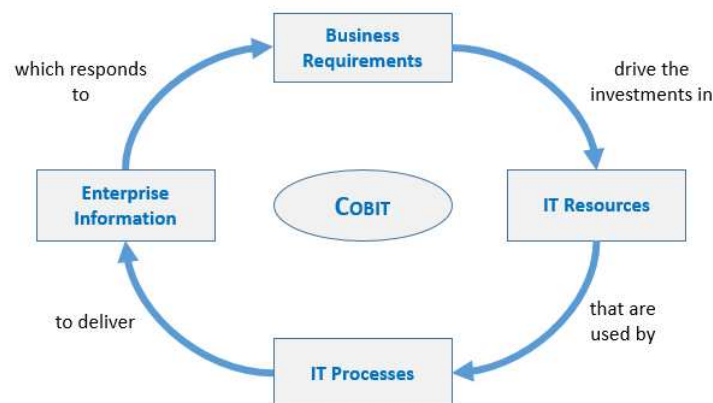 Business
Requirements
which responds
to
drive the
investments in
Enterprise
Information
COBIT
IT Resources
to deliver
that are
used by
IT Processes